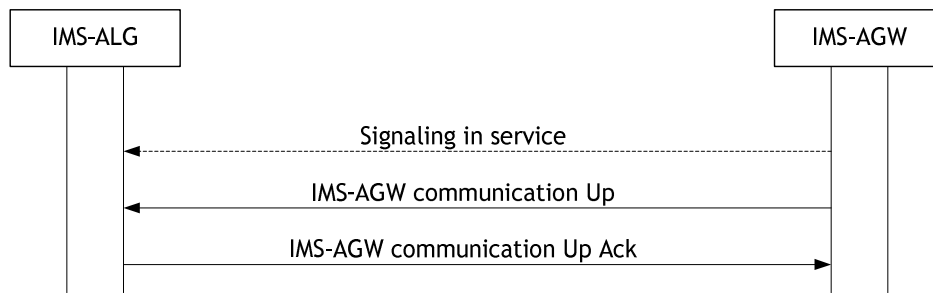 IMS-ALG
IMS-AGW
Signaling in service
IMS-AGW communication Up
IMS-AGW communication Up Ack